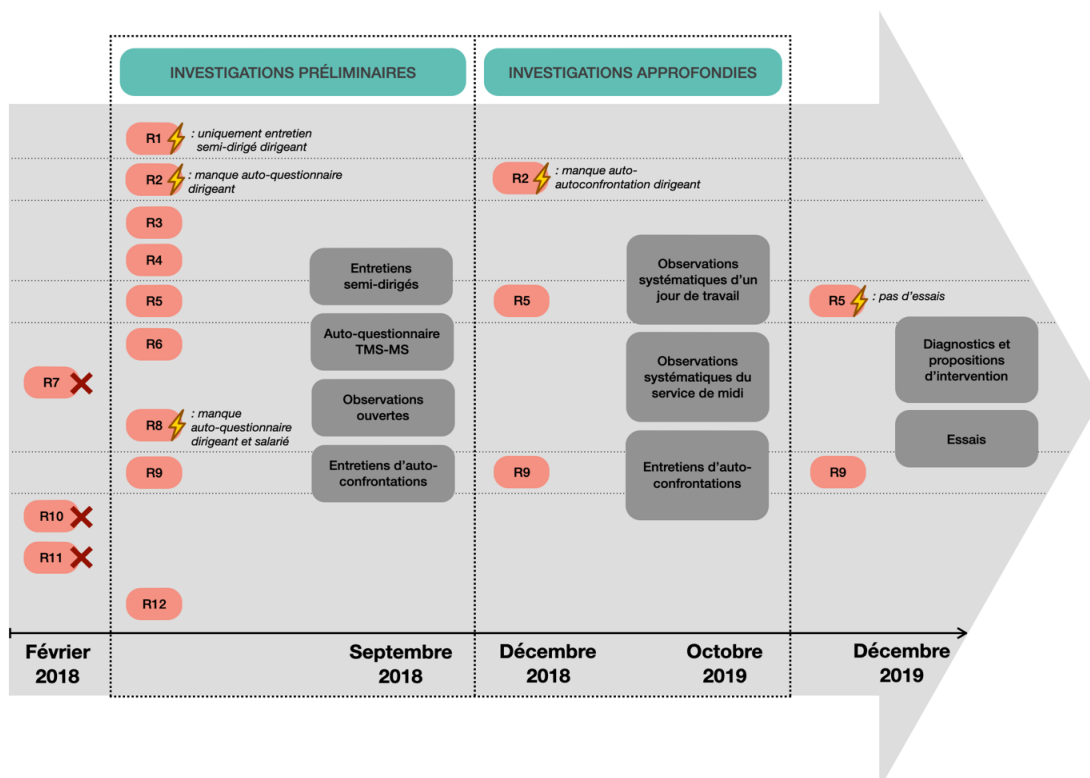 INVESTIGATIONS PRÉLIMINAIRES
INVESTIGATIONS APPROFONDIES
R1
: uniquement entretien
semi-dirigé dirigeant
R2
: manque auto-questionnaire
dirigeant
R2
: manque auto-
autoconfrontation dirigeant
R3
R4
Entretiens
semi-dirigés
Observations
systématiques d'un
jour de travail
R5
R5
R5
: pas d'essais
R6
Auto-questionnaire
TMS-MS
Observations
systématiques du
service de midi
Diagnostics et
propositions
d'intervention
R7
R8
: manque
auto-questionnaire
dirigeant et salarié
Observations
ouvertes
Essais
R9
Entretiens d'auto-
confrontations
R9
Entretiens d'auto-
confrontations
R9
R10
R11
R12
Février
2018
Septembre
2018
Décembre
2018
Octobre
2019
Décembre
2019